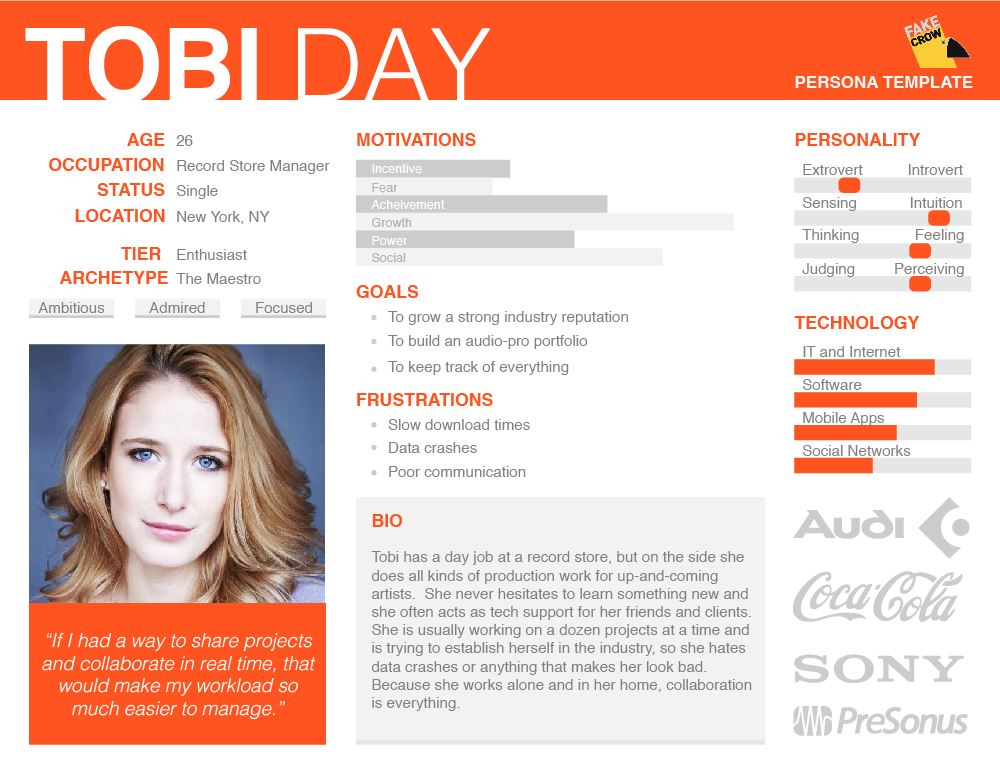 TOBI DAY
FAKE
CROW
PERSONA TEMPLATE
AGE 26
OCCUPATION Record Store Manager
STATUS Single
LOCATION New York, NY
TIER Enthusiast
ARCHETYPE The Maestro
Ambitious Admired Focused
“If I had a way to share projects
and collaborate in real time, that
would make my workload so
much easier to manage.”
MOTIVATIONS
Incentive
Fear
Acheivement
Growth
Power
Social
GOALS
To grow a strong industry reputation
To build an audio-pro portfolio
To keep track of everything
FRUSTRATIONS
Slow download times
Data crashes
Poor communication
BIO
Tobi has a day job at a record store, but on the side she
does all kinds of production work for up-and-coming
artists.  She never hesitates to learn something new and
she often acts as tech support for her friends and clients.
She is usually working on a dozen projects at a time and
is trying to establish herself in the industry, so she hates
data crashes or anything that makes her look bad.
Because she works alone and in her home, collaboration
is everything.
PERSONALITY
Extrovert Introvert
Sensing Intuition
Thinking Feeling
Judging Perceiving
TECHNOLOGY
IT and Internet
Software
Mobile Apps
Social Networks
Audi
Coca-Cola
SONY
PreSonus